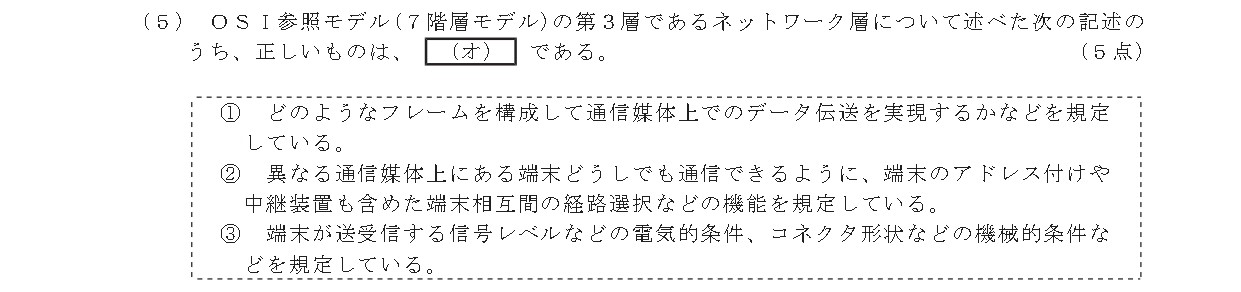 (５)　ＯＳＩ参照モデル(７階層モデル)の第３層であるネットワーク層について述べた次の記述の
うち、正しいものは、 (オ) である。 (５点)
①　どのようなフレームを構成して通信媒体上でのデータ伝送を実現するかなどを規定
している。
②　異なる通信媒体上にある端末どうしでも通信できるように、端末のアドレス付けや
中継装置も含めた端末相互間の経路選択などの機能を規定している。
③　端末が送受信する信号レベルなどの電気的条件、コネクタ形状などの機械的条件な
どを規定している。